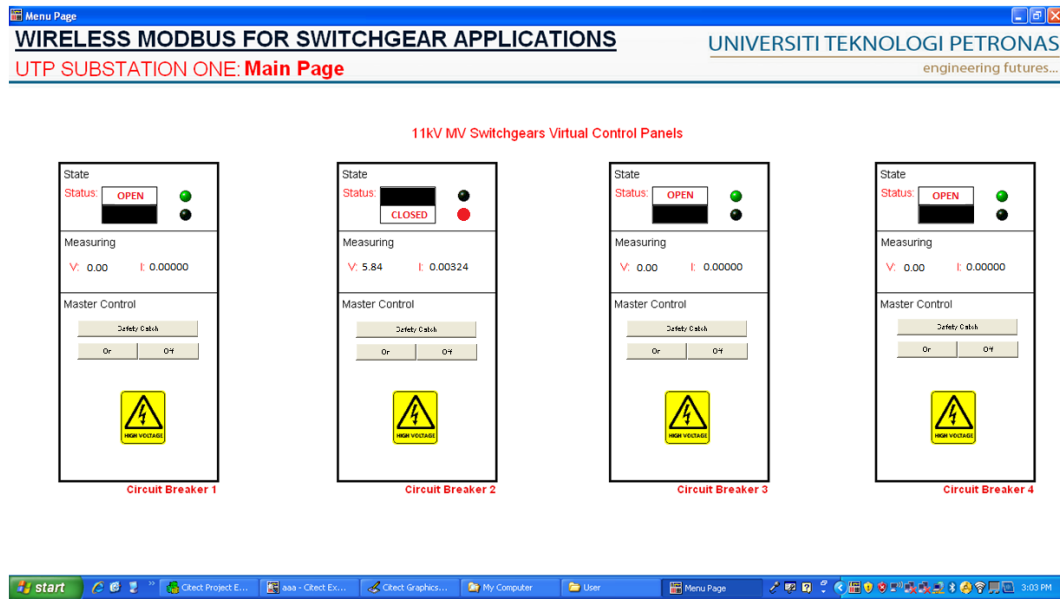 Menu Page
WIRELESS MODBUS FOR SWITCHGEAR APPLICATIONS
UNIVERSITI TEKNOLOGI PETRONAS
UTP SUBSTATION ONE: Main Page
engineering futures...
11kV MV Switchgears Virtual Control Panels
State
Status: OPEN
Measuring
V: 0.00 I: 0.00000
Master Control
Safety Catch
On Off
HIGH VOLTAGE
Circuit Breaker 1
State
Status:
CLOSED
Measuring
V: 5.84 I: 0.00324
Master Control
Safety Catch
On Off
HIGH VOLTAGE
Circuit Breaker 2
State
Status: OPEN
Measuring
V: 0.00 I: 0.00000
Master Control
Safety Catch
On Off
HIGH VOLTAGE
Circuit Breaker 3
State
Status: OPEN
Measuring
V: 0.00 I: 0.00000
Master Control
Safety Catch
On Off
HIGH VOLTAGE
Circuit Breaker 4
start Citect Project E... aaa - Citect Ex... Citect Graphics... My Computer User Menu Page 3:03 PM